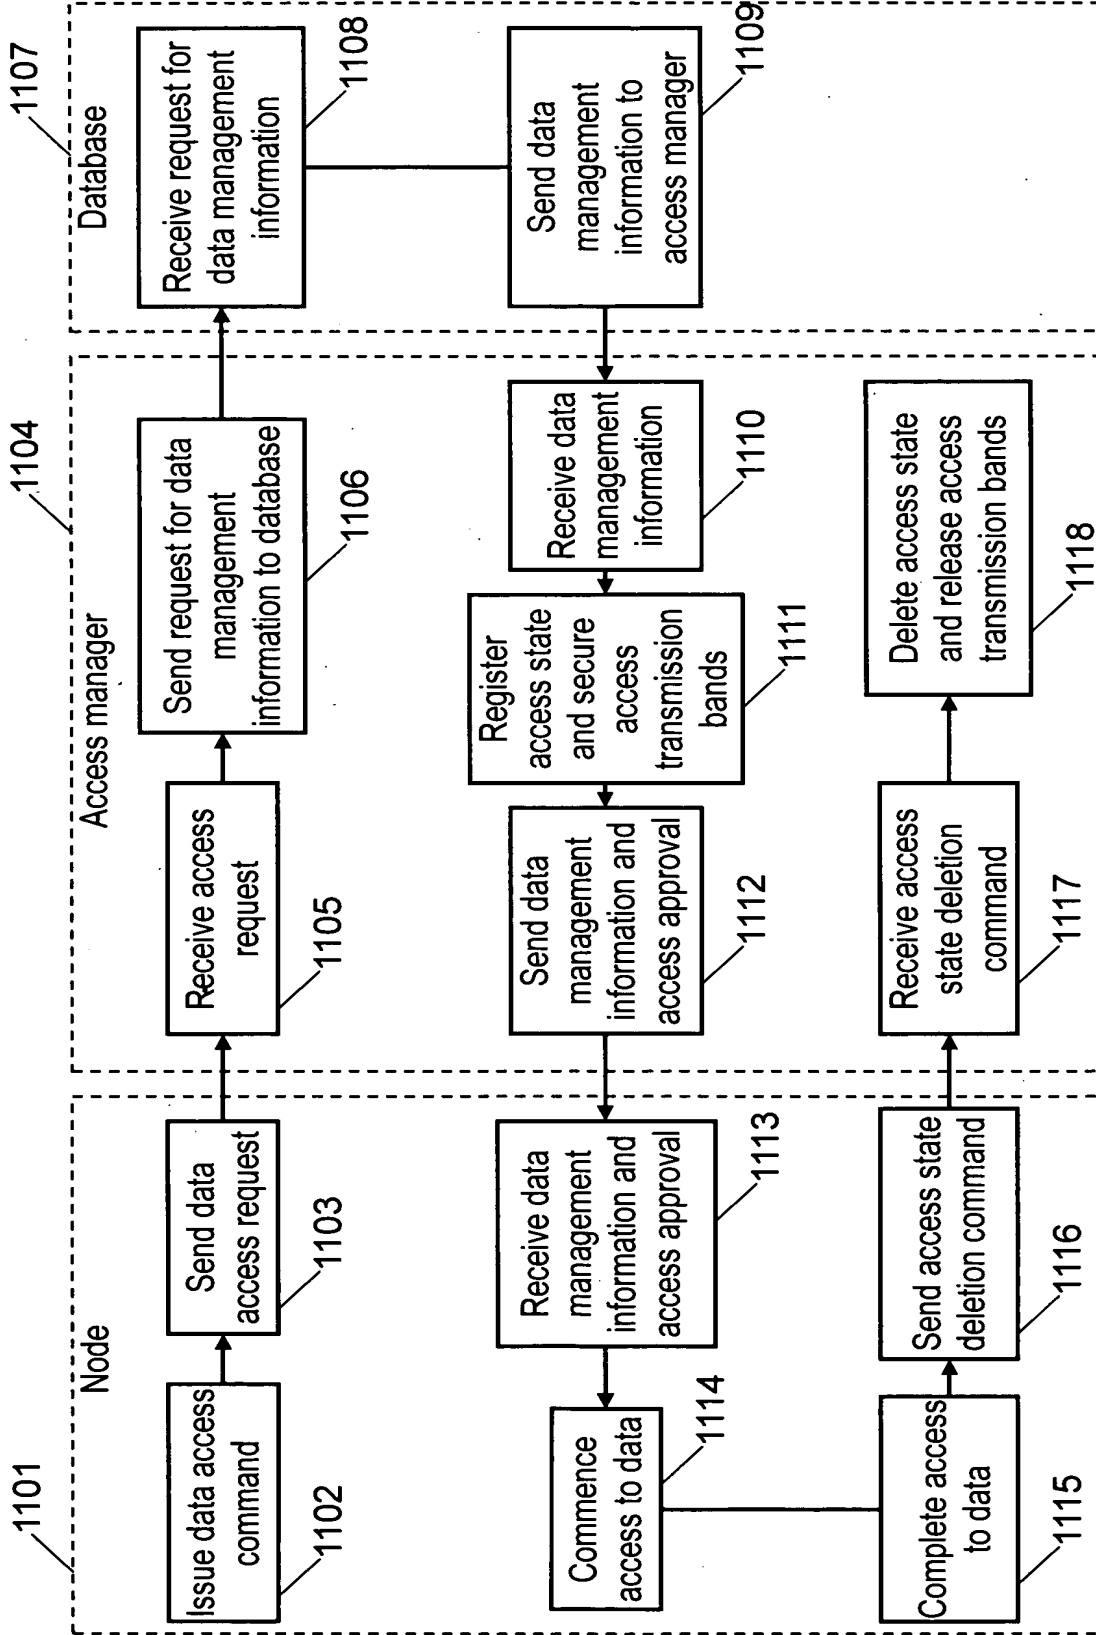 1101
Node
Issue data access
command
1102
Send data
access request
1103
1104
Access manager
Receive access
request
1105
Send request for data
management
information to database
1106
1107
Database
Receive request for
data management
information
1108
Send data
management
information to
access manager
1109
Receive data
management
information
1110
Register
access state
and secure
access
transmission
bands
1111
Send data
management
information and
access approval
1112
Receive data
management
information and
access approval
1113
Commence
access to data
1114
Complete access
to data
1115
Send access state
deletion command
1116
Receive access
state deletion
command
1117
Delete access state
and release access
transmission bands
1118